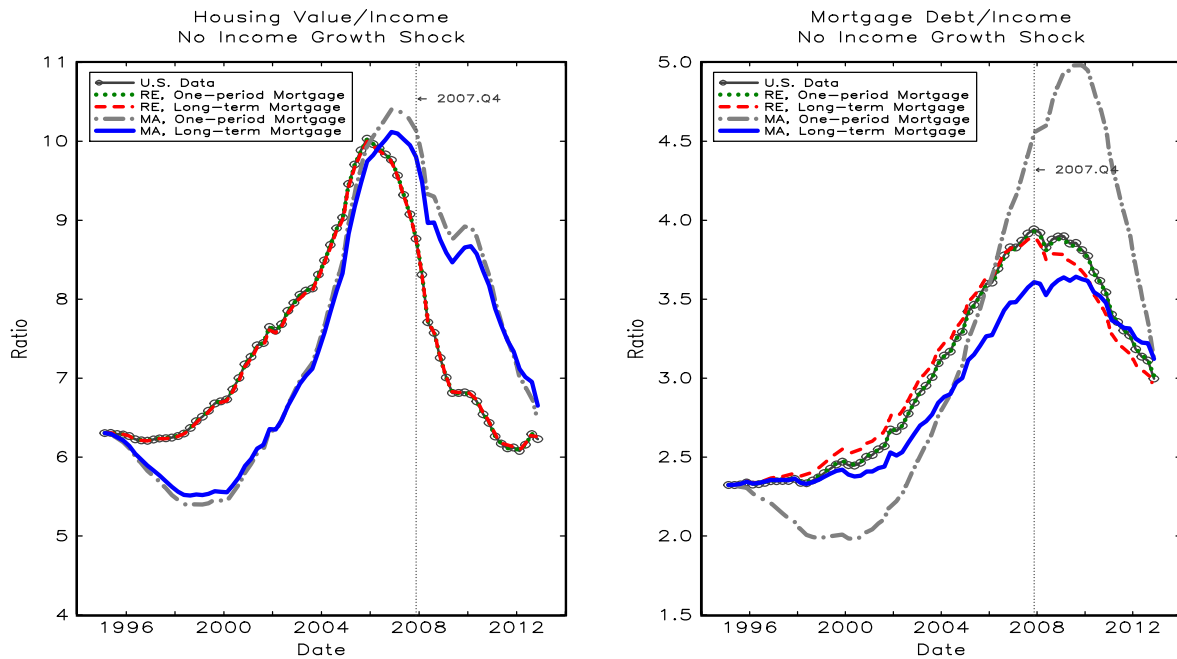 Housing Value/Income
No Income Growth Shock
11
10
9
8
7
6
5
4
Ratio
U.S. Data
RE, One-period Mortgage
RE, Long-term Mortgage
MA, One-period Mortgage
MA, Long-term Mortgage
← 2007.Q4
1996 2000 2004 2008 2012
Date
Mortgage Debt/Income
No Income Growth Shock
5.0
4.5
4.0
3.5
3.0
2.5
2.0
1.5
Ratio
U.S. Data
RE, One-period Mortgage
RE, Long-term Mortgage
MA, One-period Mortgage
MA, Long-term Mortgage
← 2007.Q4
1996 2000 2004 2008 2012
Date